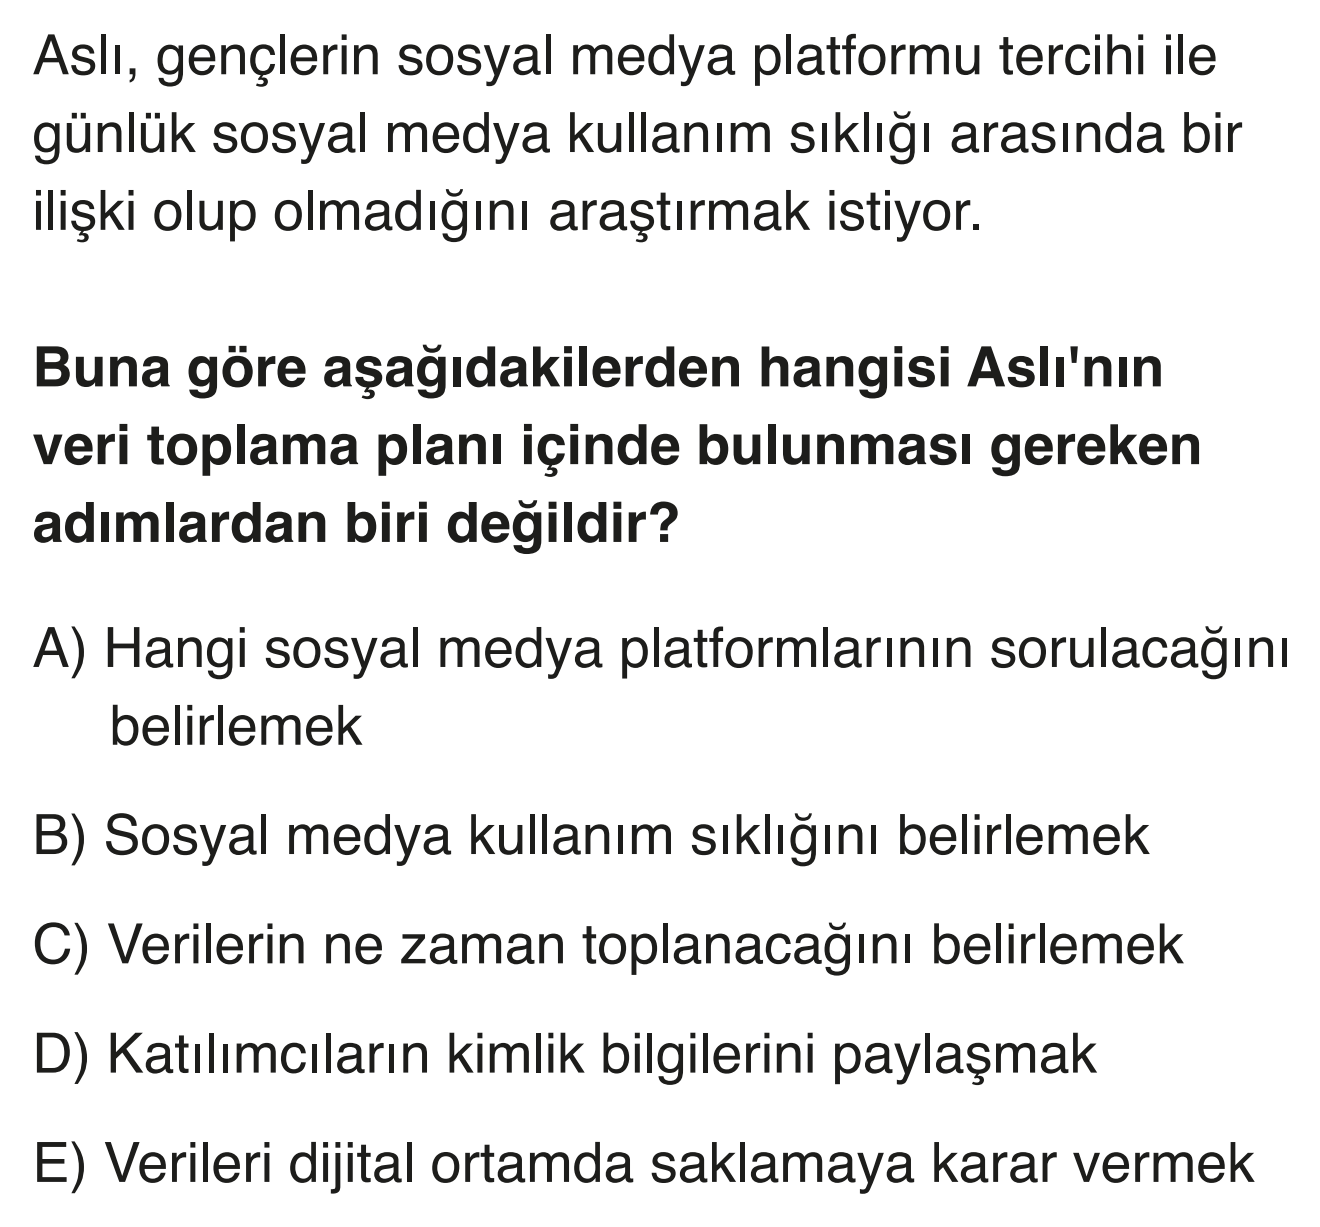 Aslı, gençlerin sosyal medya platformu tercihi ile
günlük sosyal medya kullanım sıklığı arasında bir
ilişki olup olmadığını araştırmak istiyor.
Buna göre aşağıdakilerden hangisi Aslı'nın
veri toplama planı içinde bulunması gereken
adımlardan biri değildir?
A) Hangi sosyal medya platformlarının sorulacağını
belirlemek
B) Sosyal medya kullanım sıklığını belirlemek
C) Verilerin ne zaman toplanacağını belirlemek
D) Katılımcıların kimlik bilgilerini paylaşmak
E) Verileri dijital ortamda saklamaya karar vermek